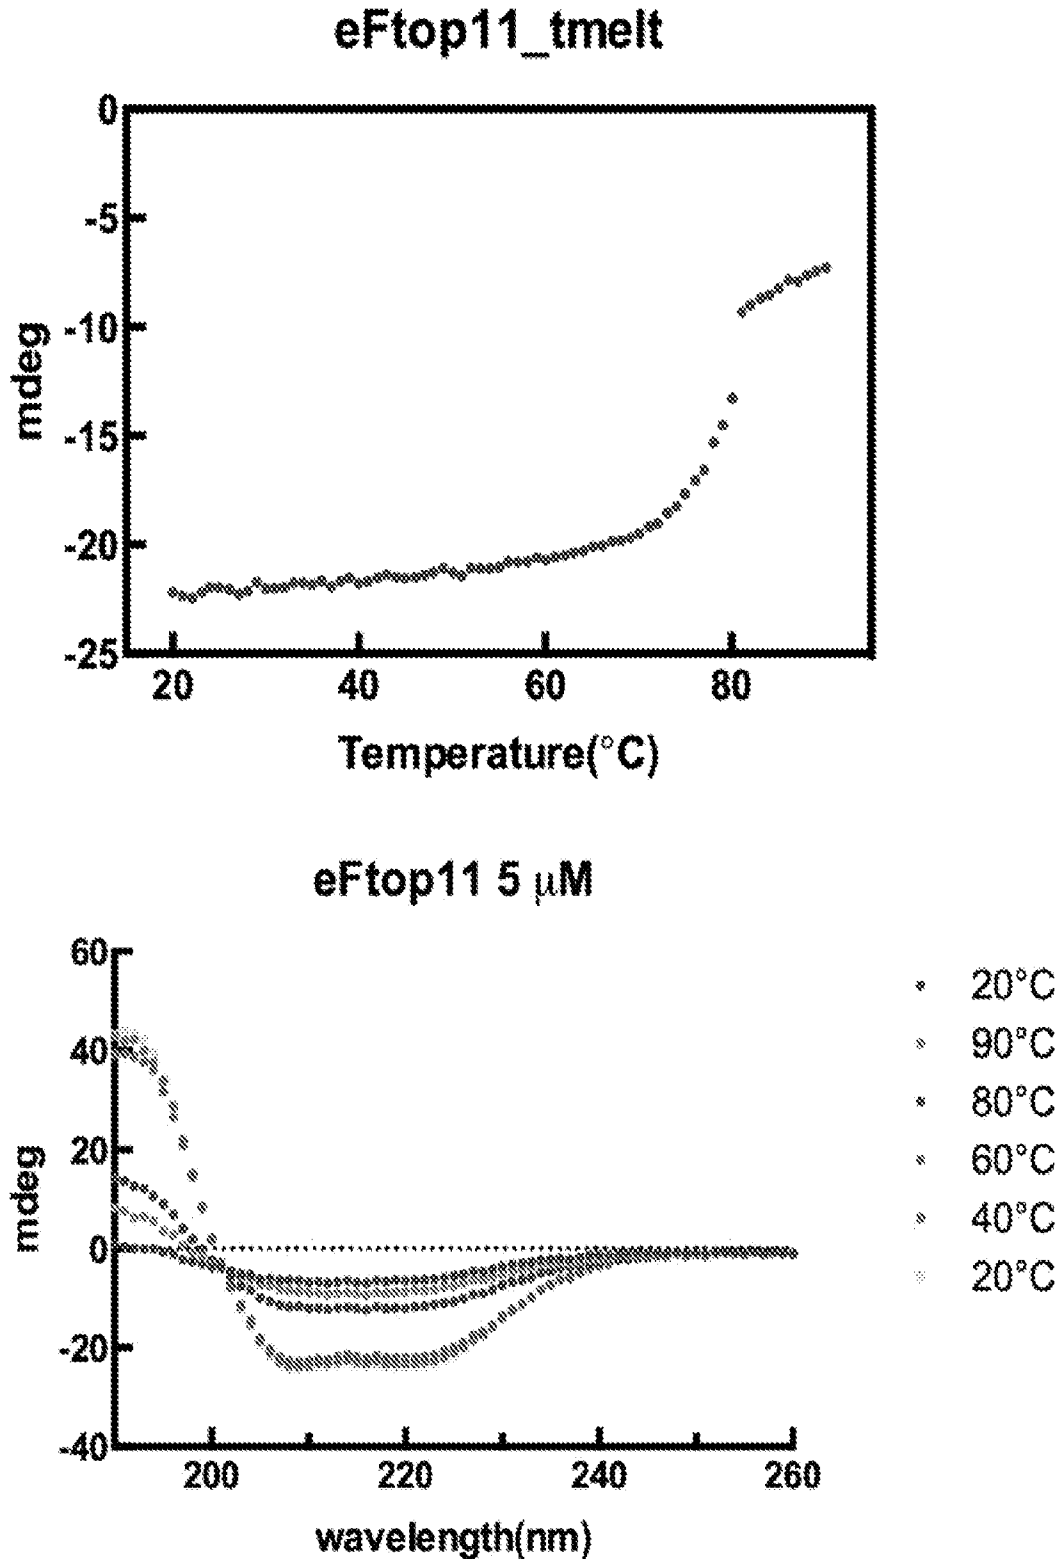 eFtop11_tmelt
0
-5
-10
-15
-20
-25
mdeg
20 40 60 80
Temperature(°C)
eFtop11 5 μM
60
40
20
0
-20
-40
mdeg
200 220 240 260
wavelength(nm)
20°C
90°C
80°C
60°C
40°C
20°C